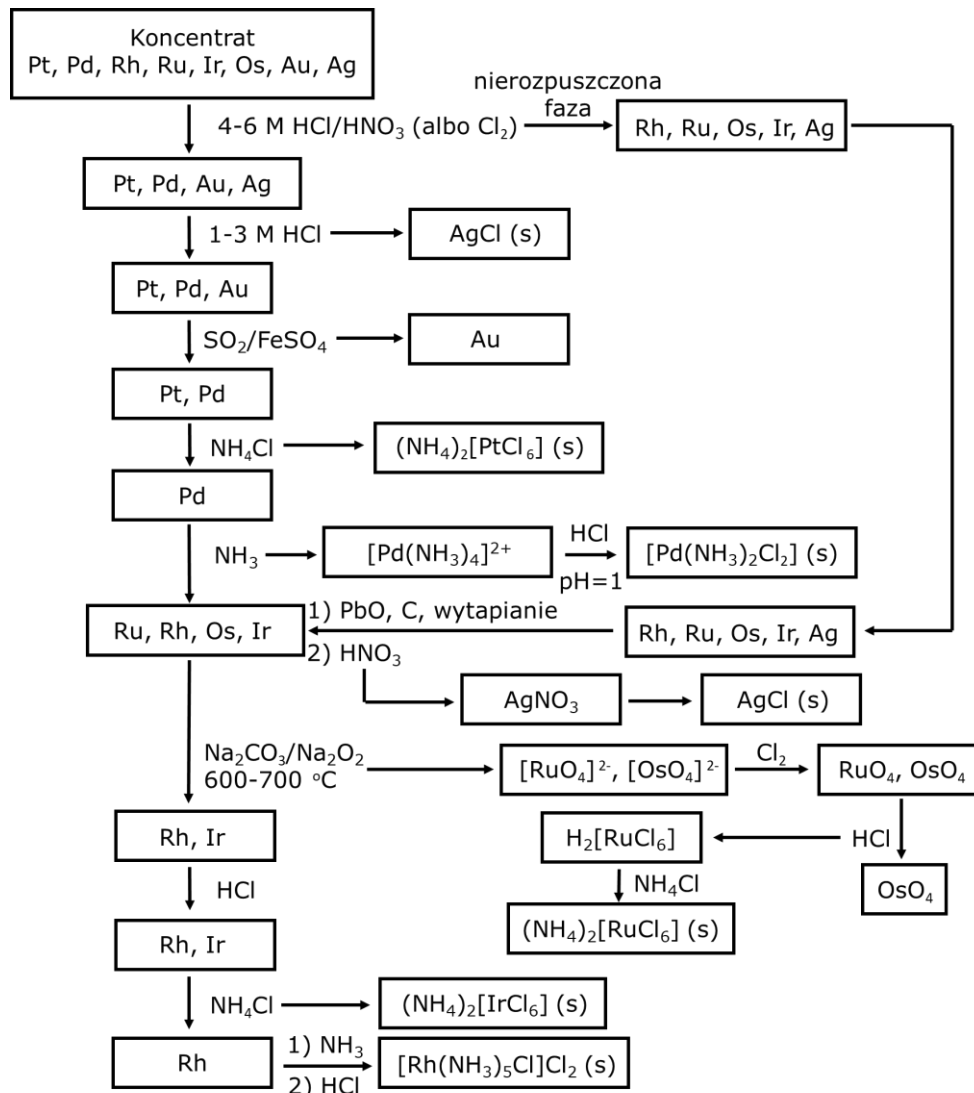 Koncentrat
Pt, Pd, Rh, Ru, Ir, Os, Au, Ag
nierozpuszczona
faza
4-6 M HCl/HNO₃ (albo Cl₂)
Rh, Ru, Os, Ir, Ag
Pt, Pd, Au, Ag
1-3 M HCl
AgCl (s)
Pt, Pd, Au
SO₂/FeSO₄
Au
Pt, Pd
NH₄Cl
(NH₄)₂[PtCl₆] (s)
Pd
NH₃
[Pd(NH₃)₄]²⁺
HCl
pH=1
[Pd(NH₃)₂Cl₂] (s)
1) PbO, C, wytapianie
2) HNO₃
Ru, Rh, Os, Ir
Rh, Ru, Os, Ir, Ag
AgNO₃
AgCl (s)
Na₂CO₃/Na₂O₂
600-700 °C
[RuO₄]²⁻, [OsO₄]²⁻
Cl₂
RuO₄, OsO₄
Rh, Ir
H₂[RuCl₆]
HCl
OsO₄
HCl
NH₄Cl
(NH₄)₂[RuCl₆] (s)
Rh, Ir
NH₄Cl
(NH₄)₂[IrCl₆] (s)
Rh
1) NH₃
2) HCl
[Rh(NH₃)₅Cl]Cl₂ (s)